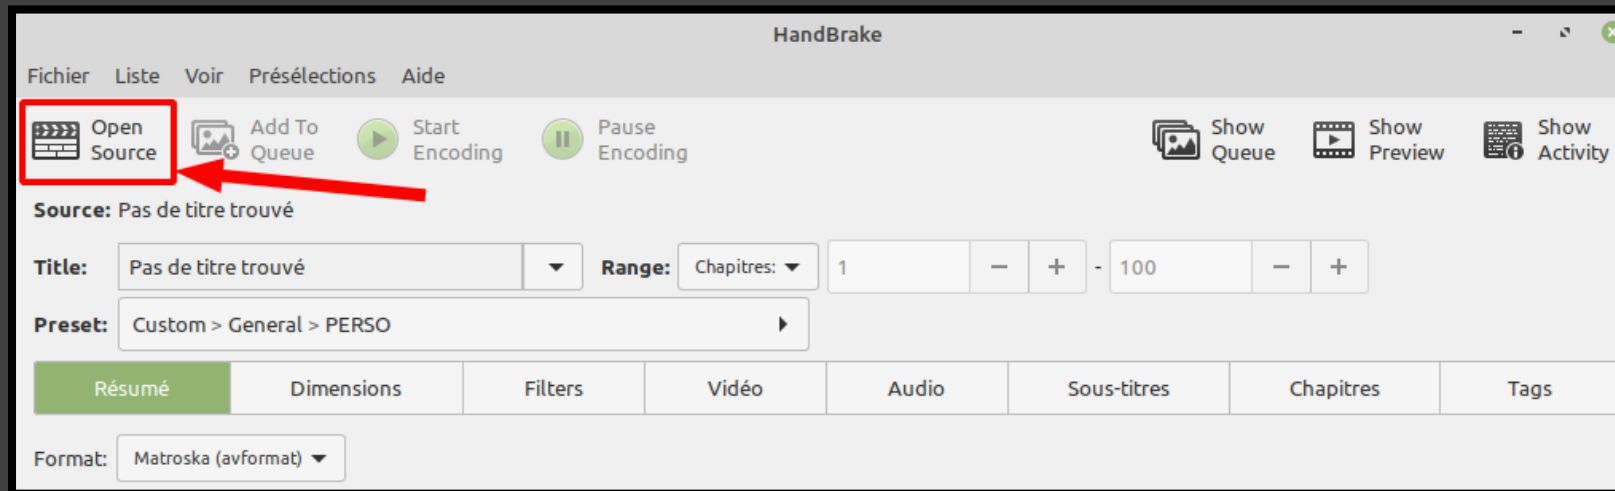 HandBrake
Fichier Liste Voir Présélections Aide
Open Source
Add To Queue
Start Encoding
Pause Encoding
Show Queue
Show Preview
Show Activity
Source: Pas de titre trouvé
Title: Pas de titre trouvé Range: Chapitres: 1 - 100
Preset: Custom > General > PERSO
Résumé Dimensions Filters Vidéo Audio Sous-titres Chapitres Tags
Format: Matroska (avformat)